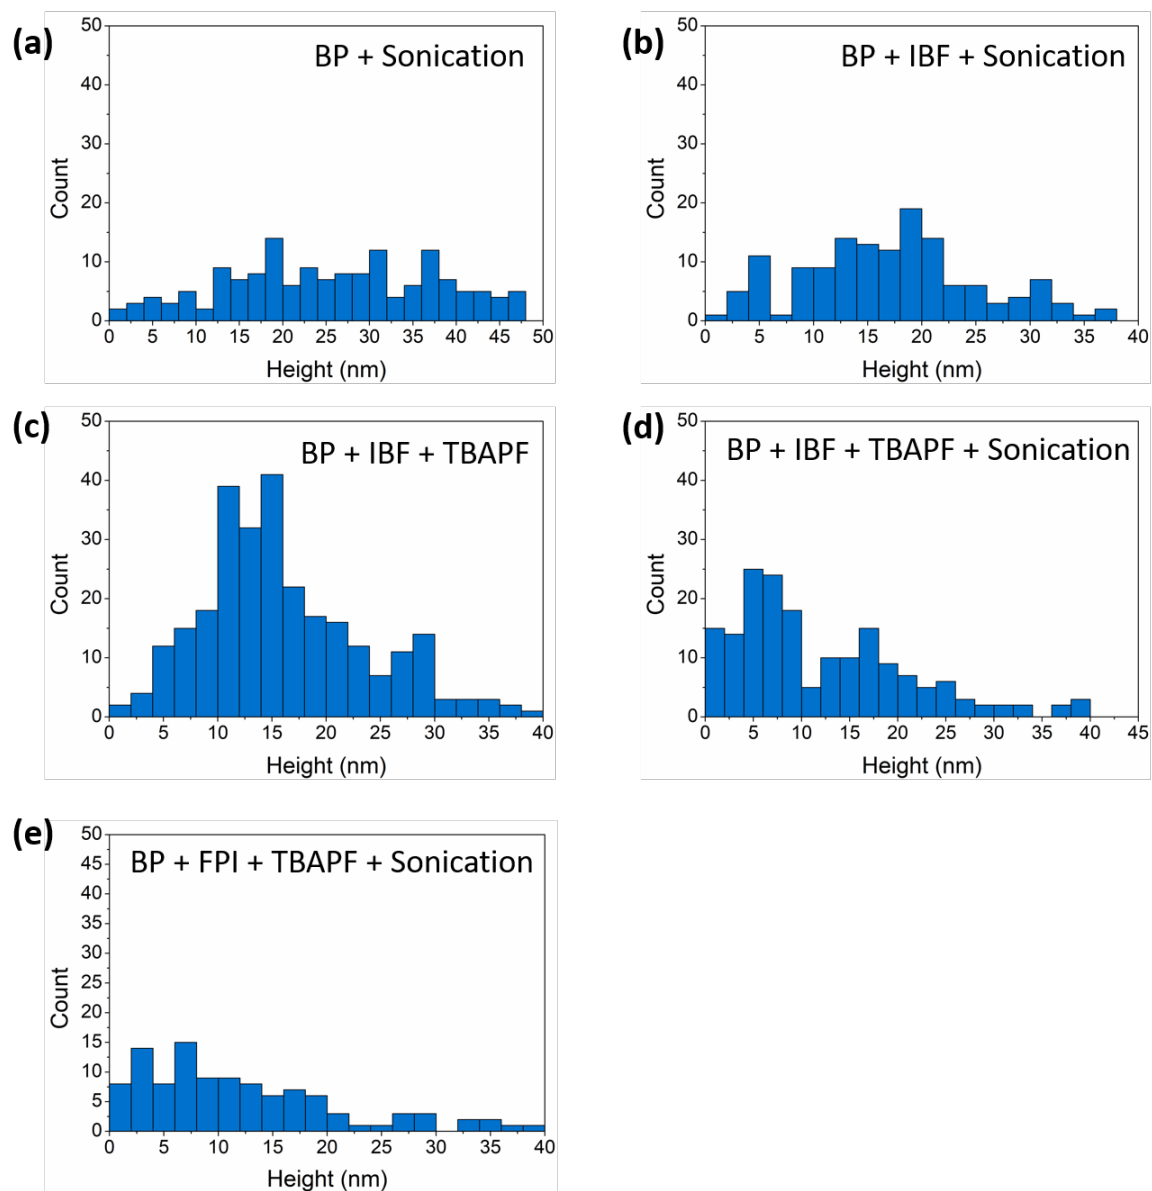 (a)
BP + Sonication
50
40
30
20
10
0
Count
0 5 10 15 20 25 30 35 40 45 50
Height (nm)
(b)
BP + IBF + Sonication
50
40
30
20
10
0
Count
0 5 10 15 20 25 30 35 40
Height (nm)
(c)
BP + IBF + TBAPF
50
40
30
20
10
0
Count
0 5 10 15 20 25 30 35 40
Height (nm)
(d)
BP + IBF + TBAPF + Sonication
50
40
30
20
10
0
Count
0 5 10 15 20 25 30 35 40 45
Height (nm)
(e)
BP + FPI + TBAPF + Sonication
50
45
40
35
30
25
20
15
10
5
0
Count
0 5 10 15 20 25 30 35 40
Height (nm)